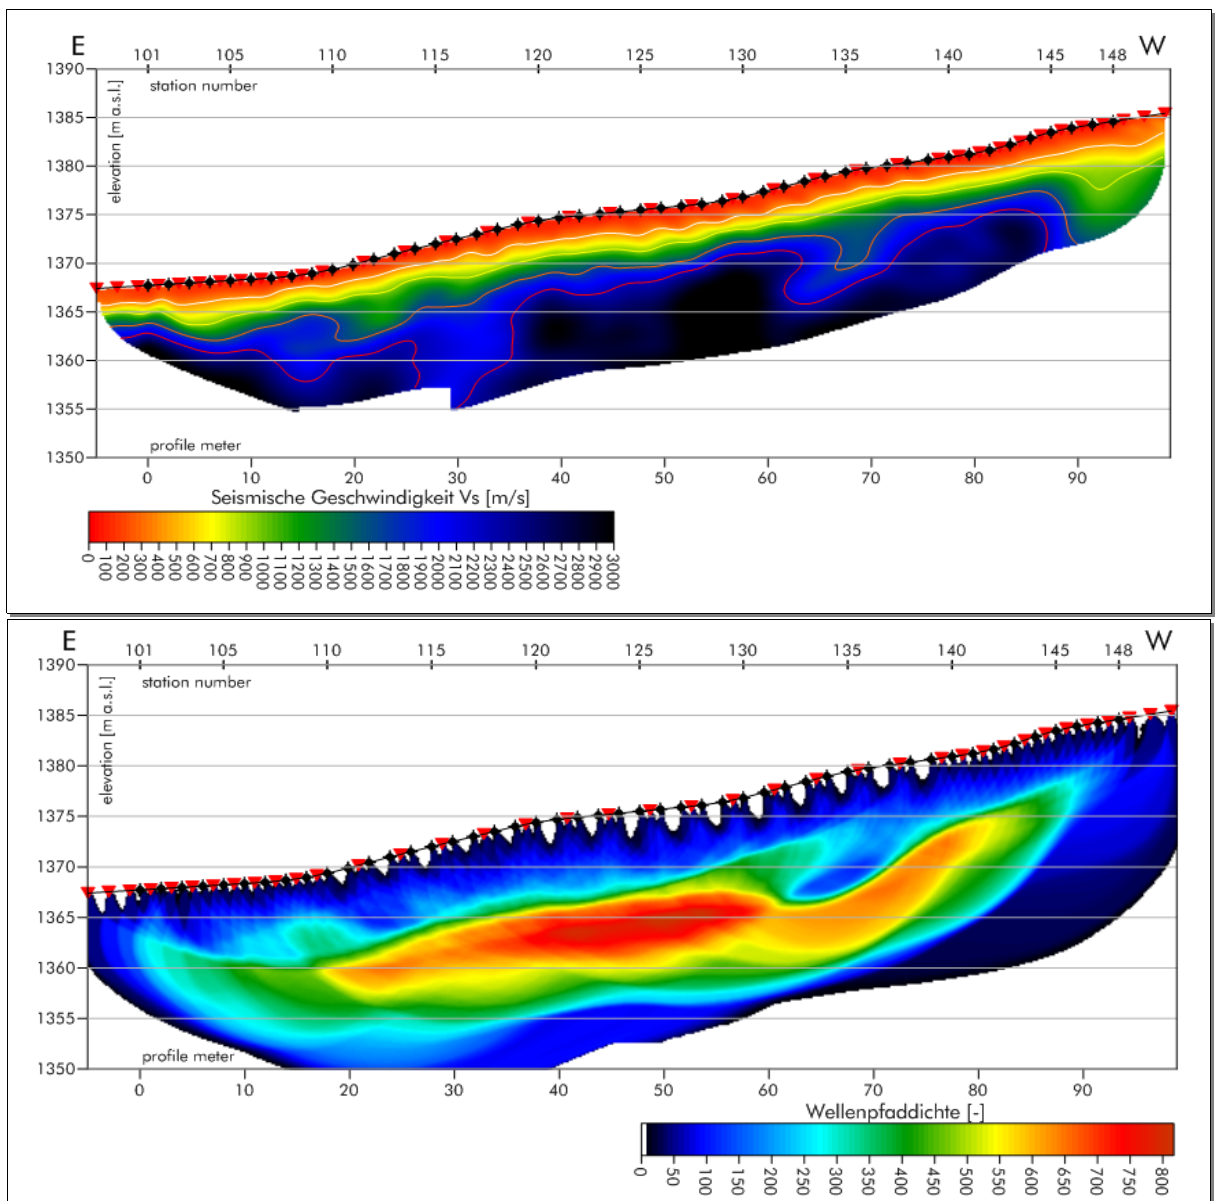 E W
101 105 110 115 120 125 130 135 140 145 148
station number
elevation [m a.s.l.]
1390
1385
1380
1375
1370
1365
1360
1355
1350
profile meter
0 10 20 30 40 50 60 70 80 90
Seismische Geschwindigkeit Vs [m/s]
0 100 200 300 400 500 600 700 800 900 1000 1100 1200 1300 1400 1500 1600 1700 1800 1900 2000 2100 2200 2300 2400 2500 2600 2700 2800 2900 3000
E W
101 105 110 115 120 125 130 135 140 145 148
station number
elevation [m a.s.l.]
1390
1385
1380
1375
1370
1365
1360
1355
1350
profile meter
0 10 20 30 40 50 60 70 80 90
Wellenpfaddichte [-]
0 50 100 150 200 250 300 350 400 450 500 550 600 650 700 750 800